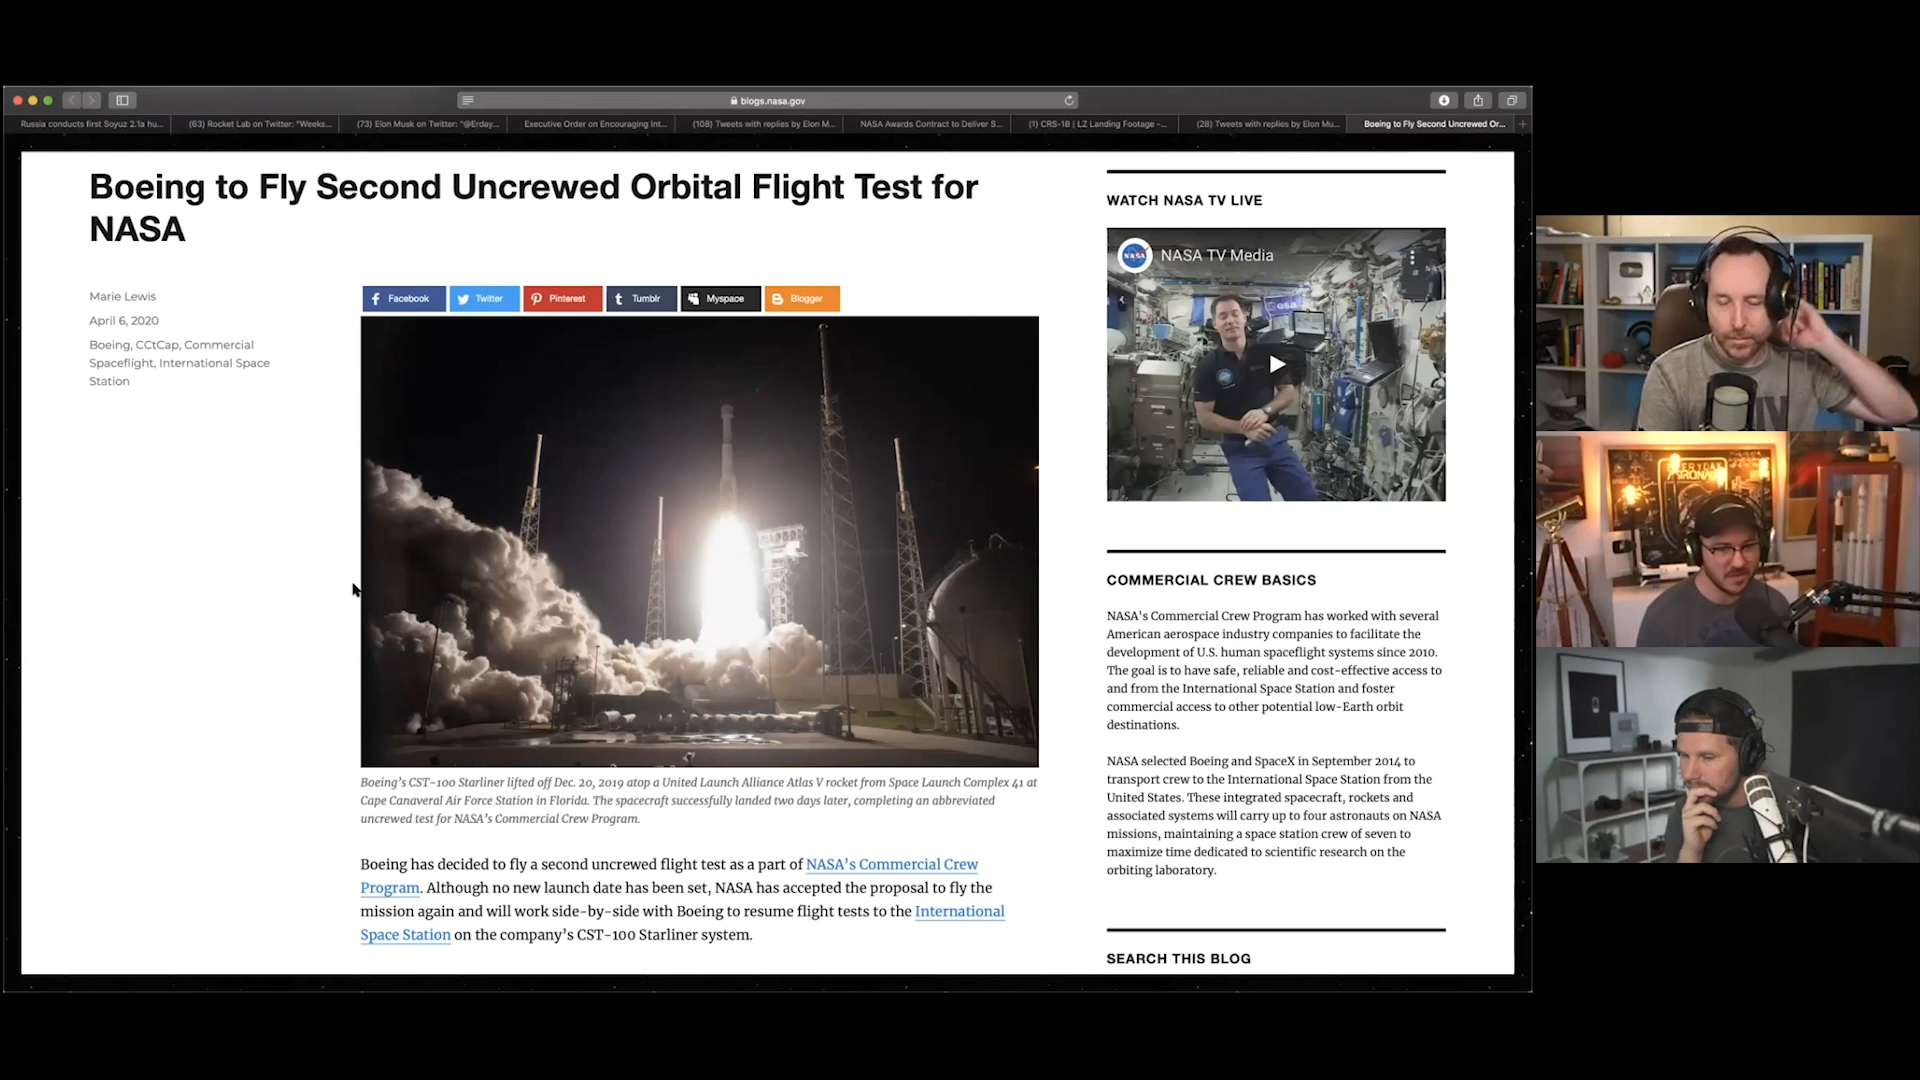 blogs.nasa.gov
Russia conducts first Soyuz 2.1a hu...
(63) Rocket Lab on Twitter: "Weeka...
(73) Elon Musk on Twitter: "@Erday...
Executive Order on Encouraging Int...
(108) Tweets with replies by Elon M...
NASA Awards Contract to Deliver S...
(1) CRS-18 | LZ Landing Footage -...
(28) Tweets with replies by Elon Mu...
Boeing to Fly Second Uncrewed Or...
Boeing to Fly Second Uncrewed Orbital Flight Test for
NASA
Marie Lewis
April 6, 2020
Boeing, CCtCap, Commercial
Spaceflight, International Space
Station
Facebook
Twitter
Pinterest
Tumblr
Myspace
Blogger
Boeing's CST-100 Starliner lifted off Dec. 20, 2019 atop a United Launch Alliance Atlas V rocket from Space Launch Complex 41 at
Cape Canaveral Air Force Station in Florida. The spacecraft successfully landed two days later, completing an abbreviated
uncrewed test for NASA's Commercial Crew Program.
Boeing has decided to fly a second uncrewed flight test as a part of NASA's Commercial Crew
Program. Although no new launch date has been set, NASA has accepted the proposal to fly the
mission again and will work side-by-side with Boeing to resume flight tests to the International
Space Station on the company's CST-100 Starliner system.
WATCH NASA TV LIVE
NASA
NASA TV Media
esa
COMMERCIAL CREW BASICS
NASA's Commercial Crew Program has worked with several
American aerospace industry companies to facilitate the
development of U.S. human spaceflight systems since 2010.
The goal is to have safe, reliable and cost-effective access to
and from the International Space Station and foster
commercial access to other potential low-Earth orbit
destinations.
NASA selected Boeing and SpaceX in September 2014 to
transport crew to the International Space Station from the
United States. These integrated spacecraft, rockets and
associated systems will carry up to four astronauts on NASA
missions, maintaining a space station crew of seven to
maximize time dedicated to scientific research on the
orbiting laboratory.
SEARCH THIS BLOG